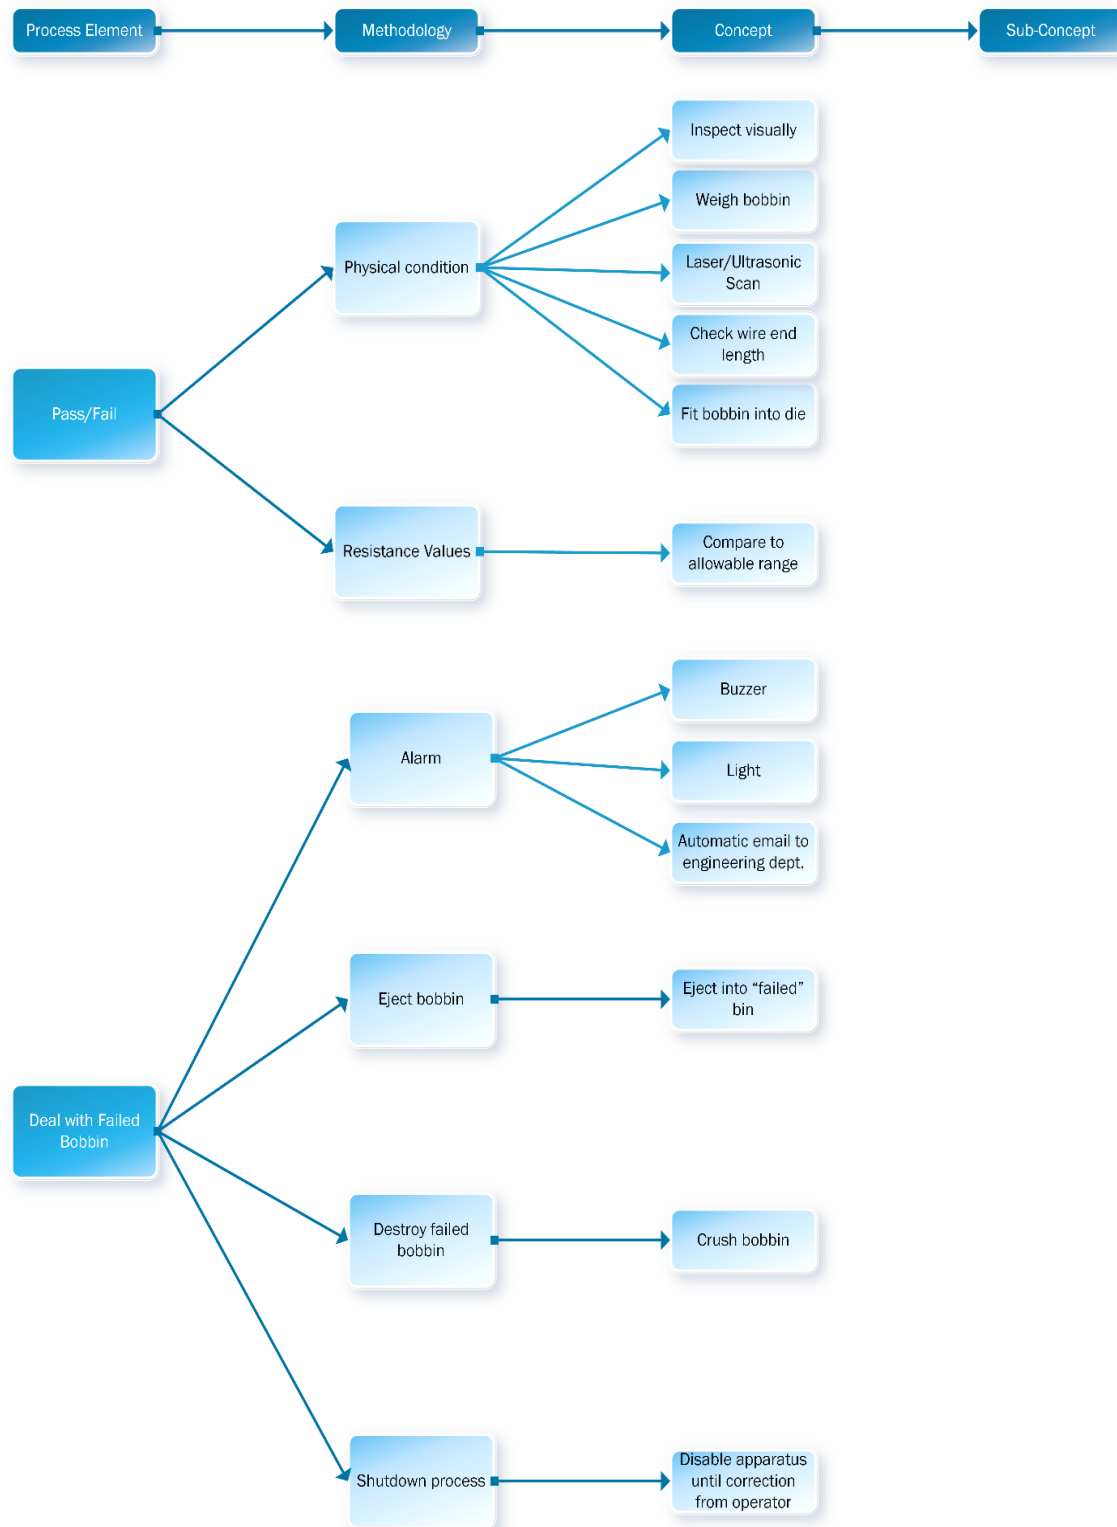 Process Element
Methodology
Concept
Sub-Concept
Inspect visually
Weigh bobbin
Physical condition
Laser/Ultrasonic
Scan
Check wire end
length
Pass/Fail
Fit bobbin into die
Resistance Values
Compare to
allowable range
Buzzer
Alarm
Light
Automatic email to
engineering dept.
Eject bobbin
Eject into “failed”
bin
Deal with Failed
Bobbin
Destroy failed
bobbin
Crush bobbin
Shutdown process
Disable apparatus
until correction
from operator